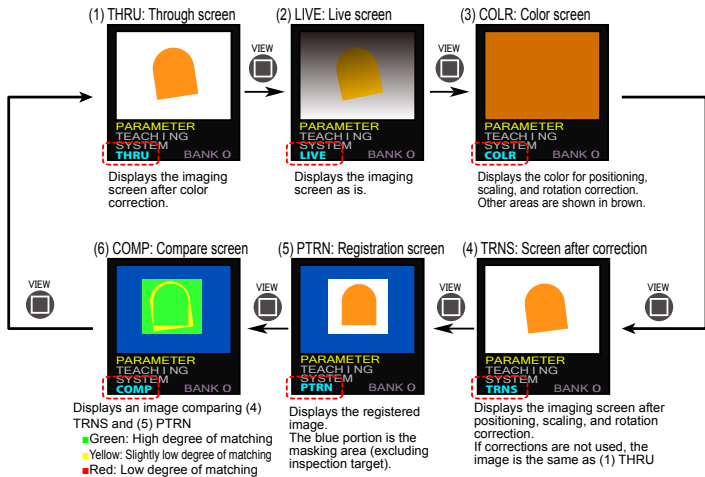 (1) THRU: Through screen
VIEW
(2) LIVE: Live screen
VIEW
(3) COLR: Color screen
PARAMETER
TEACHING
SYSTEM
THRU BANK 0
PARAMETER
TEACHING
SYSTEM
LIVE BANK 0
PARAMETER
TEACHING
SYSTEM
COLR BANK 0
Displays the imaging
screen after color
correction.
Displays the imaging
screen as is.
Displays the color for positioning,
scaling, and rotation correction.
Other areas are shown in brown.
(6) COMP: Compare screen
(5) PTRN: Registration screen
(4) TRNS: Screen after correction
VIEW
VIEW
VIEW
VIEW
PARAMETER
TEACHING
SYSTEM
COMP BANK 0
PARAMETER
TEACHING
SYSTEM
PTRN BANK 0
PARAMETER
TEACHING
SYSTEM
TRNS BANK 0
Displays an image comparing (4)
TRNS and (5) PTRN
Green: High degree of matching
Yellow: Slightly low degree of matching
Red: Low degree of matching
Displays the registered
image.
The blue portion is the
masking area (excluding
inspection target).
Displays the imaging screen after
positioning, scaling, and rotation
correction.
If corrections are not used, the
image is the same as (1) THRU